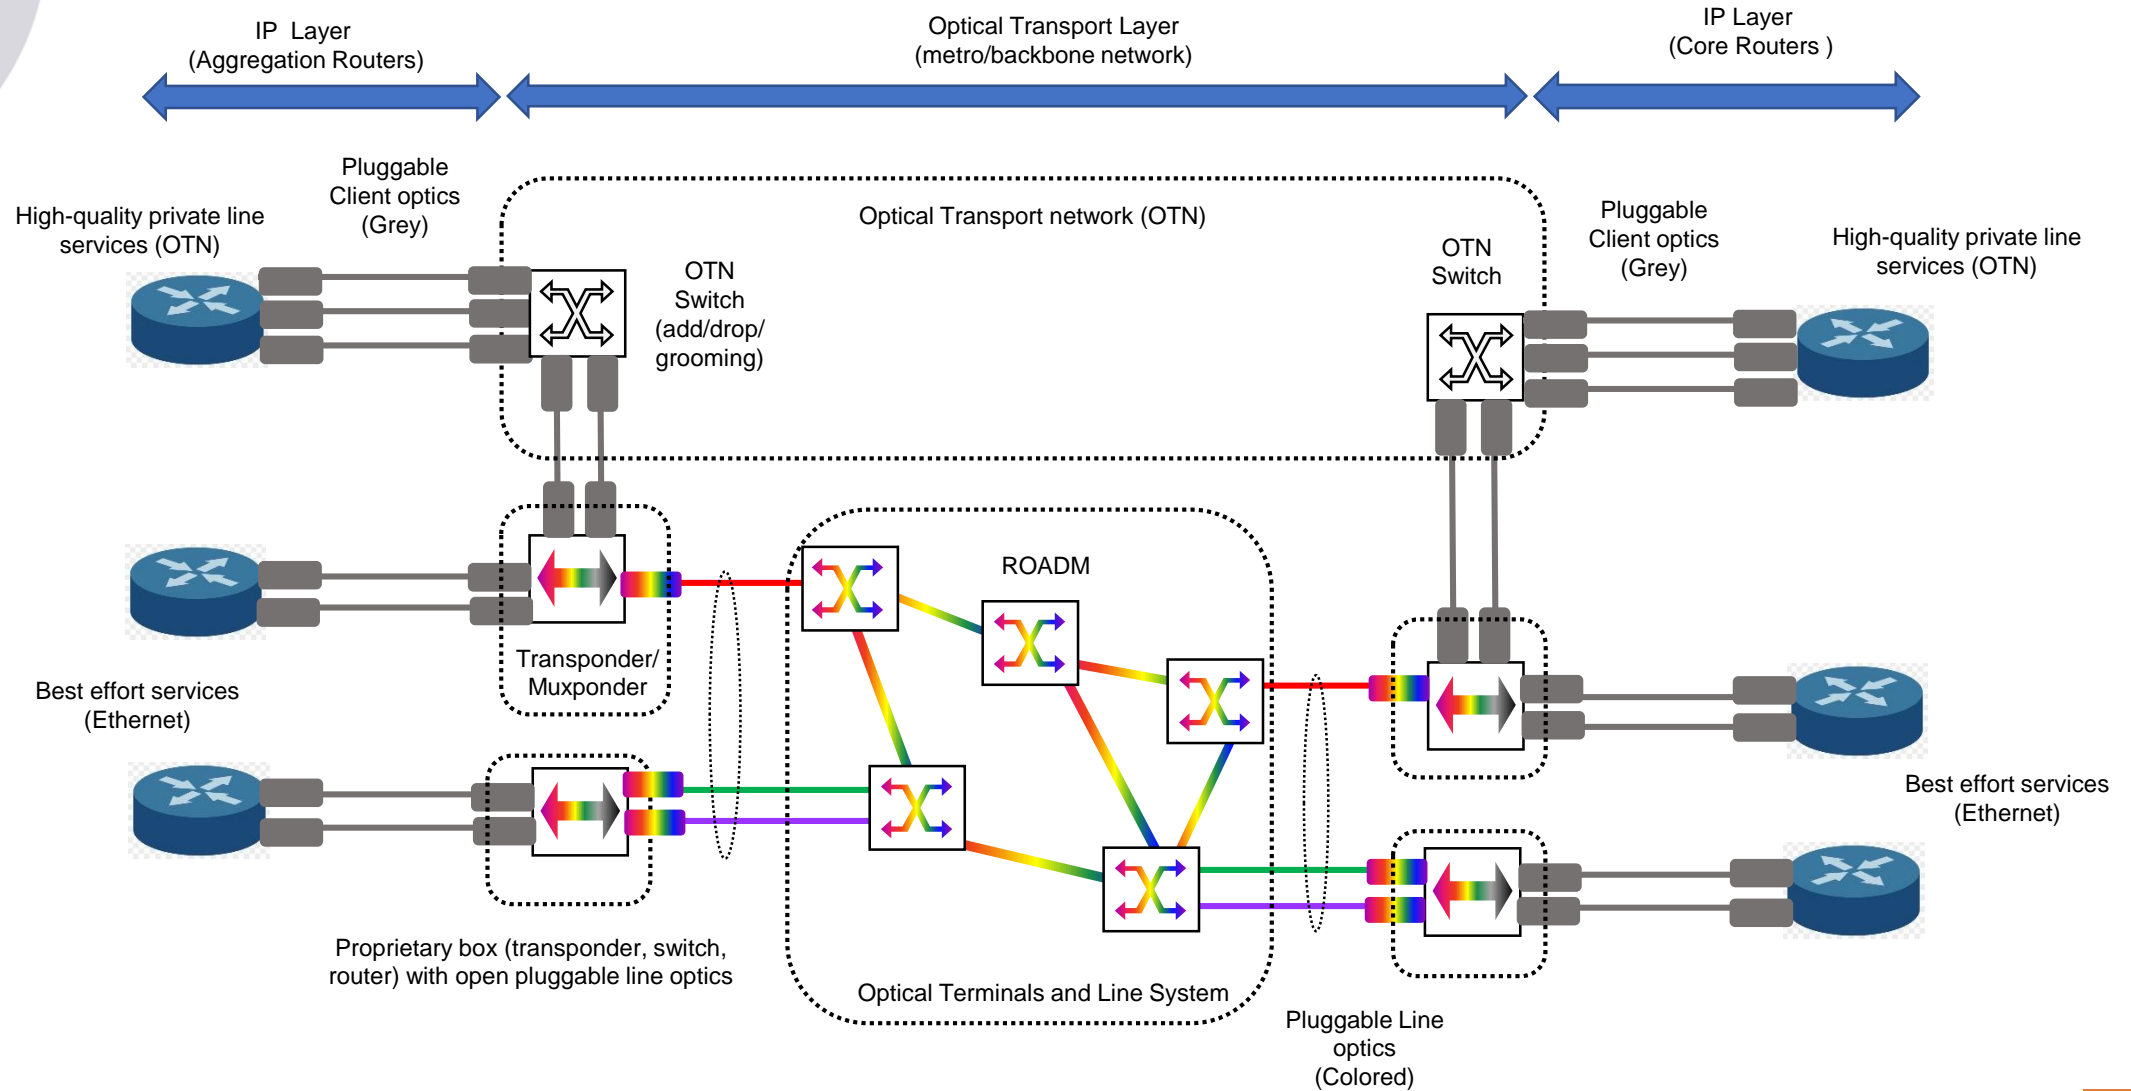 IP  Layer
(Aggregation Routers)
Optical Transport Layer
(metro/backbone network)
IP Layer
(Core Routers )
Pluggable
Client optics
(Grey)
High-quality private line
services (OTN)
Optical Transport network (OTN)
OTN
Switch
(add/drop/
grooming)
OTN
Switch
Pluggable
Client optics
(Grey)
High-quality private line
services (OTN)
ROADM
Transponder/
Muxponder
Best effort services
(Ethernet)
Best effort services
(Ethernet)
Proprietary box (transponder, switch,
router) with open pluggable line optics
Optical Terminals and Line System
Pluggable Line
optics
(Colored)